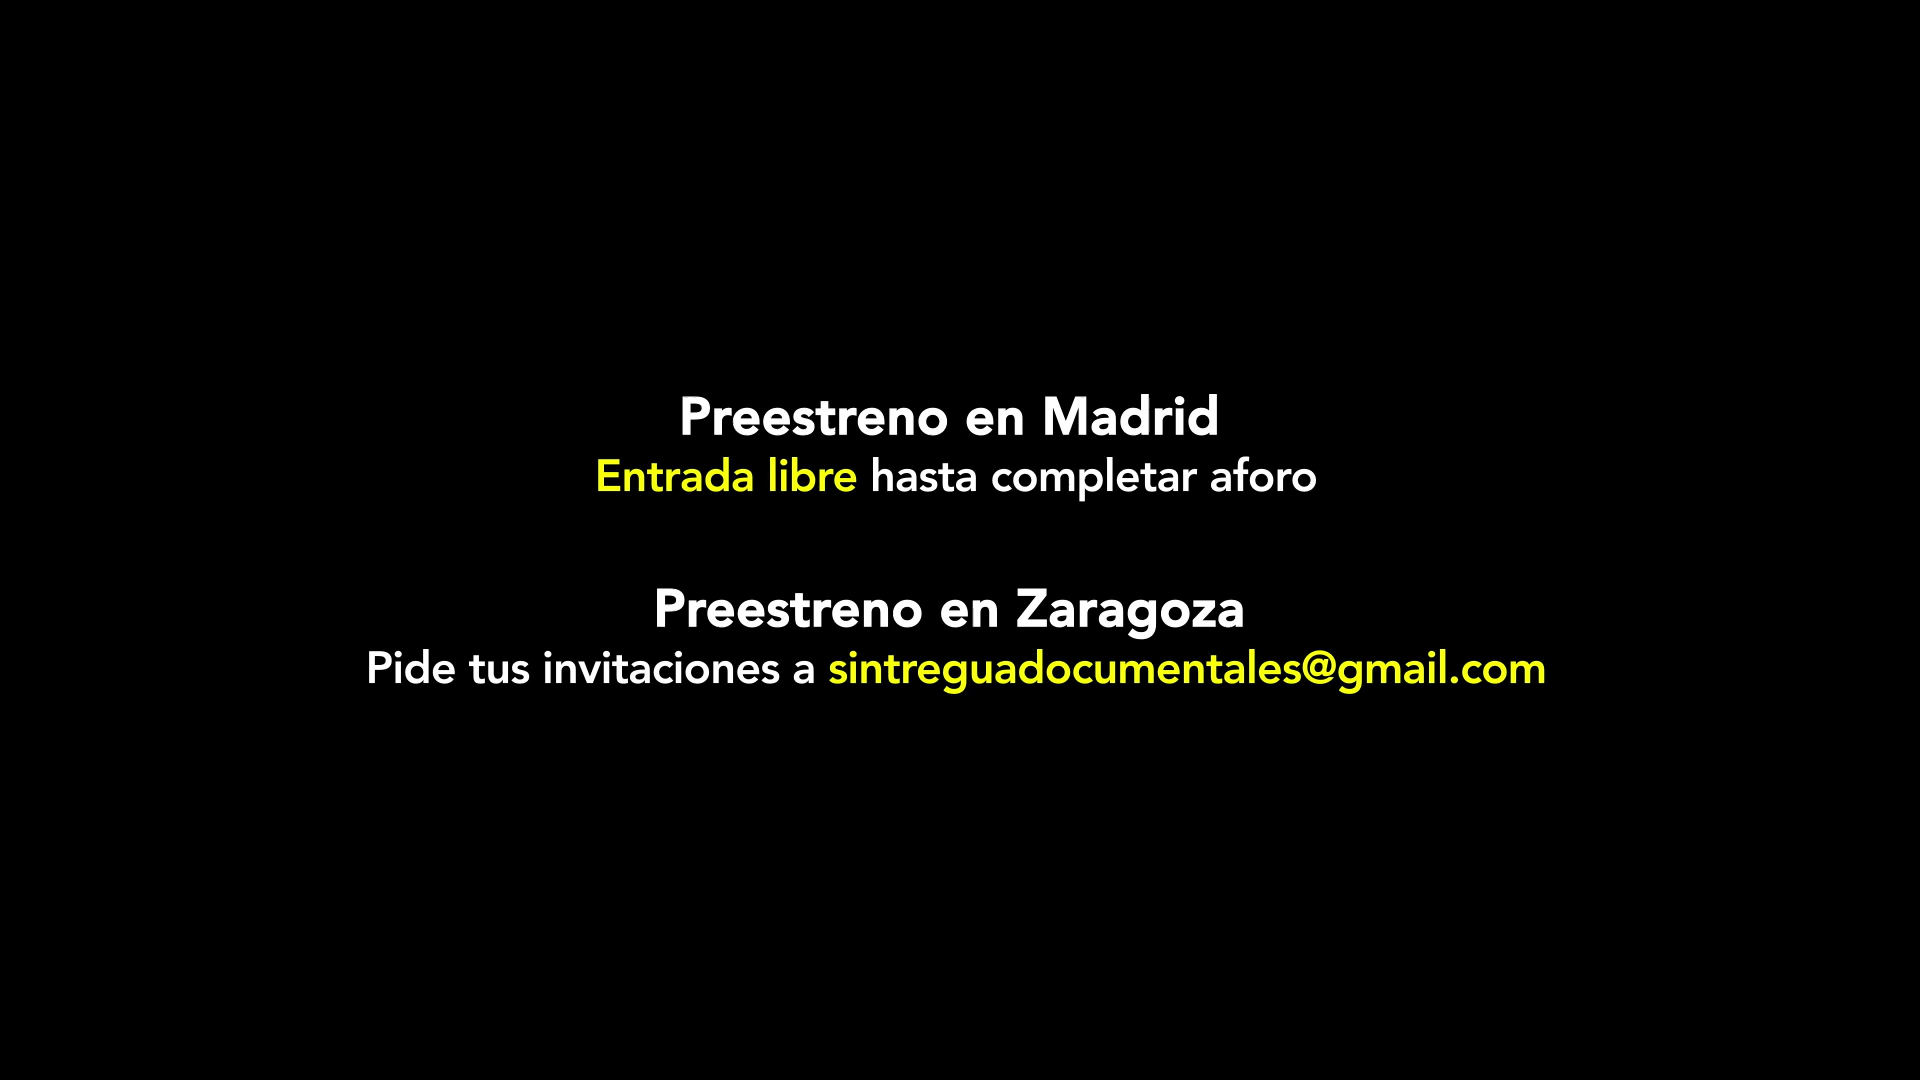 Preestreno en Madrid
Entrada libre hasta completar aforo
Preestreno en Zaragoza
Pide tus invitaciones a sintreguadocumentales@gmail.com